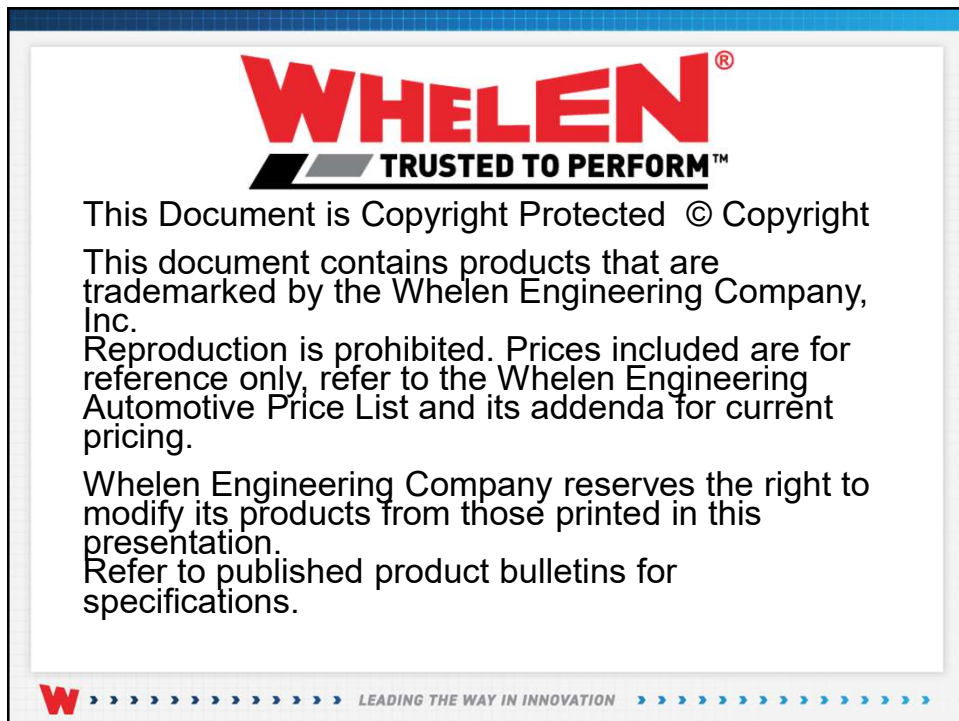 WHELEN®
TRUSTED TO PERFORM™
This Document is Copyright Protected © Copyright
This document contains products that are
trademarked by the Whelen Engineering Company,
Inc.
Reproduction is prohibited. Prices included are for
reference only, refer to the Whelen Engineering
Automotive Price List and its addenda for current
pricing.
Whelen Engineering Company reserves the right to
modify its products from those printed in this
presentation.
Refer to published product bulletins for
specifications.
W LEADING THE WAY IN INNOVATION